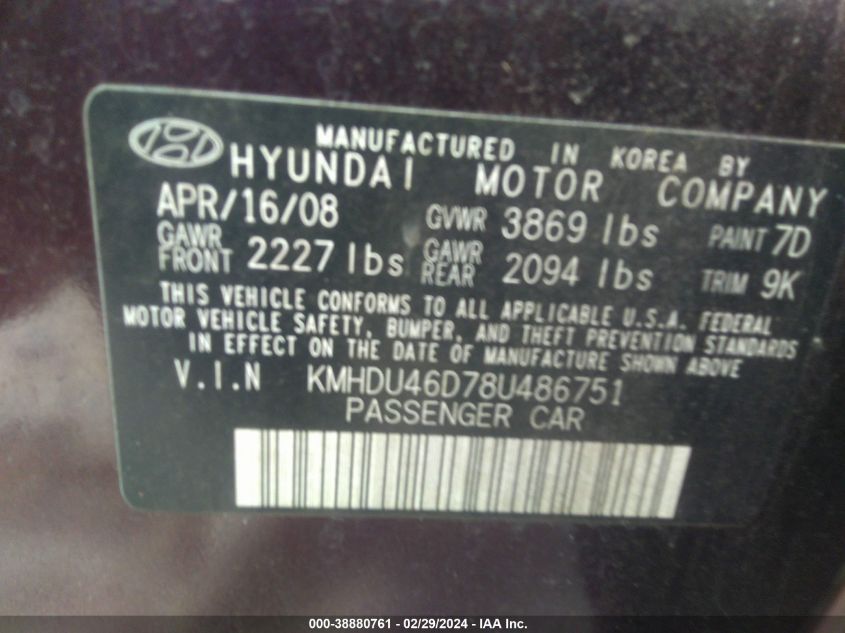 MANUFACTURED IN KOREA BY
HYUNDAI MOTOR COMPANY
APR/16/08 GVWR 3869 lbs PAINT 7D
GAWR FRONT 2227 lbs GAWR REAR 2094 lbs TRIM 9K
THIS VEHICLE CONFORMS TO ALL APPLICABLE U.S.A. FEDERAL
MOTOR VEHICLE SAFETY, BUMPER, AND THEFT PREVENTION STANDARDS
IN EFFECT ON THE DATE OF MANUFACTURE SHOWN ABOVE
V.I.N KMHDU46D78U486751
PASSENGER CAR
000-38880761 - 02/29/2024 - IAA Inc.